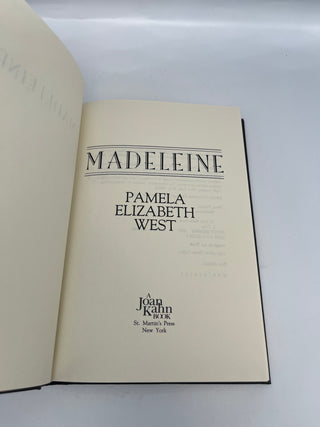 MADELEINE
PAMELA
ELIZABETH
WEST
A
Joan
Kahn
BOOK
St. Martin's Press
New York